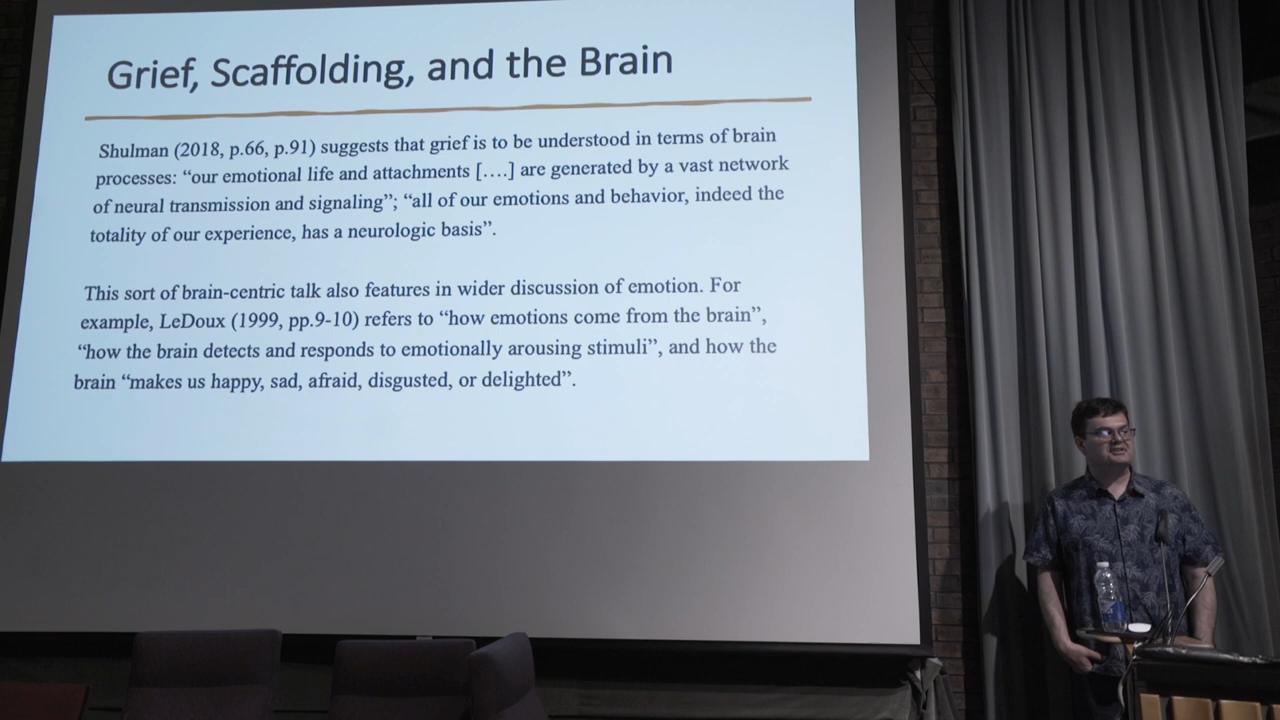 Grief, Scaffolding, and the Brain
Shulman (2018, p.66, p.91) suggests that grief is to be understood in terms of brain
processes: “our emotional life and attachments [….] are generated by a vast network
of neural transmission and signaling”; “all of our emotions and behavior, indeed the
totality of our experience, has a neurologic basis”.
This sort of brain-centric talk also features in wider discussion of emotion. For
example, LeDoux (1999, pp.9-10) refers to “how emotions come from the brain”,
“how the brain detects and responds to emotionally arousing stimuli”, and how the
brain “makes us happy, sad, afraid, disgusted, or delighted”.